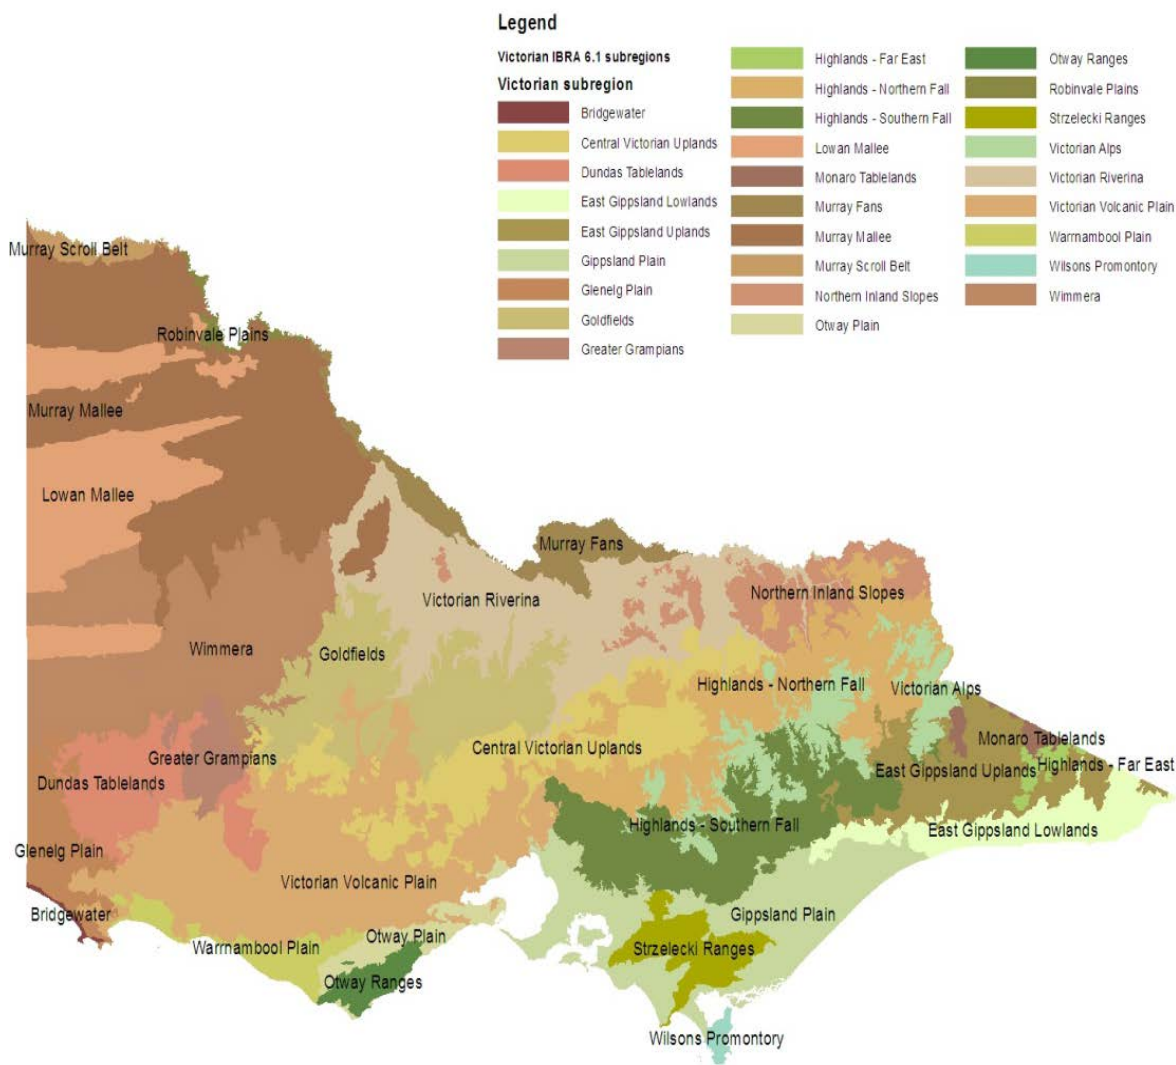 Legend
Victorian IBRA 6.1 subregions
Victorian subregion
Bridgewater
Central Victorian Uplands
Dundas Tablelands
East Gippsland Lowlands
East Gippsland Uplands
Gippsland Plain
Glenelg Plain
Goldfields
Greater Grampians
Highlands - Far East
Highlands - Northern Fall
Highlands - Southern Fall
Lowan Mallee
Monaro Tablelands
Murray Fans
Murray Mallee
Murray Scroll Belt
Northern Inland Slopes
Otway Plain
Otway Ranges
Robinvale Plains
Strzelecki Ranges
Victorian Alps
Victorian Riverina
Victorian Volcanic Plain
Warrnambool Plain
Wilsons Promontory
Wimmera
Murray Scroll Belt
Robinvale Plains
Murray Mallee
Lowan Mallee
Murray Fans
Victorian Riverina
Northern Inland Slopes
Wimmera
Goldfields
Highlands - Northern Fall
Victorian Alps
Monaro Tablelands
Central Victorian Uplands
Greater Grampians
Highlands - Far East
East Gippsland Uplands
Dundas Tablelands
Highlands - Southern Fall
East Gippsland Lowlands
Glenelg Plain
Victorian Volcanic Plain
Bridgewater
Gippsland Plain
Otway Plain
Warrnambool Plain
Strzelecki Ranges
Otway Ranges
Wilsons Promontory